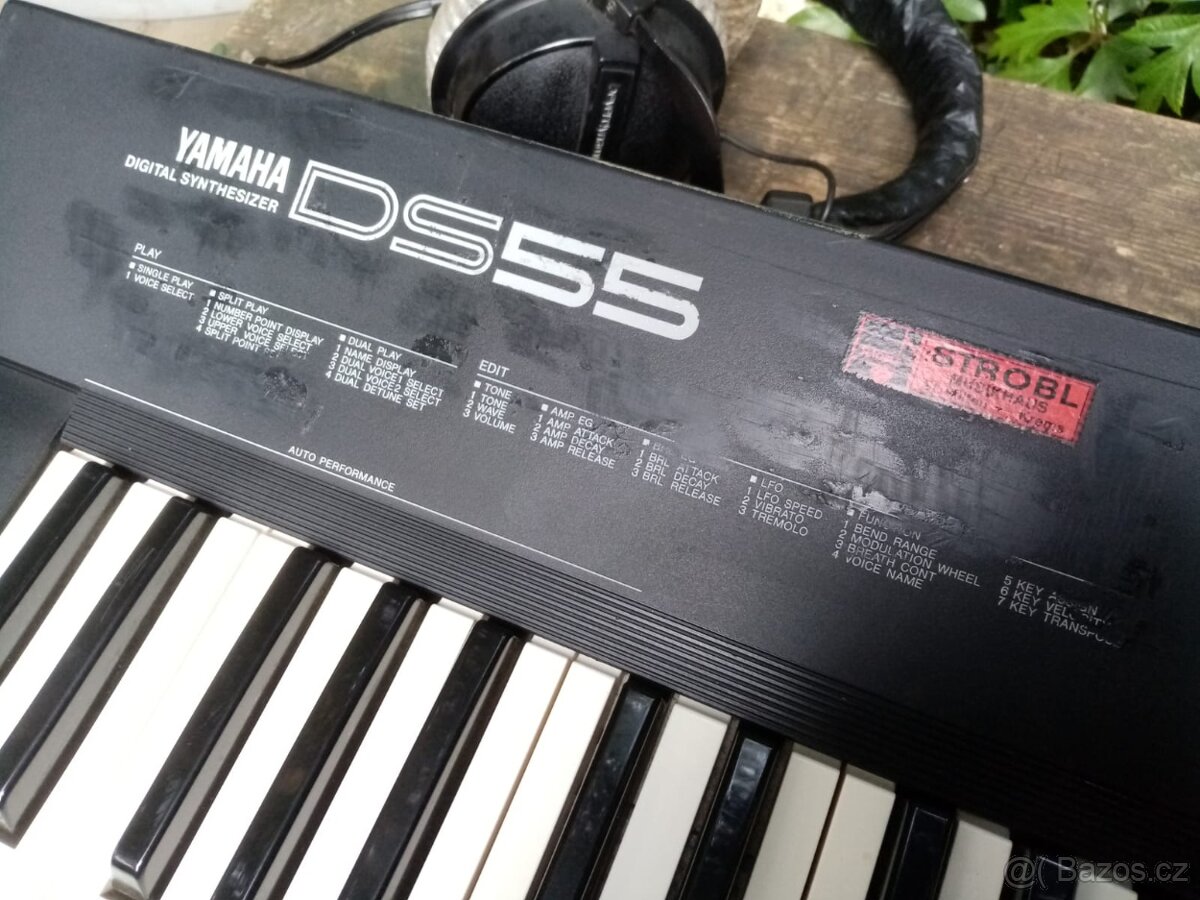 YAMAHA
DIGITAL SYNTHESIZER
DS55
PLAY
■ SINGLE PLAY
1 VOICE SELECT
■ SPLIT PLAY
1 NUMBER POINT DISPLAY
2 LOWER VOICE SELECT
3 UPPER VOICE SELECT
4 SPLIT POINT
■ DUAL PLAY
1 NAME DISPLAY
2 DUAL VOICE1 SELECT
3 DUAL VOICE2 SELECT
4 DUAL DETUNE SET
EDIT
■ TONE
1 TONE
2 WAVE
3 VOLUME
■ AMP EG
1 AMP ATTACK
2 AMP DECAY
3 AMP RELEASE
1 BRL ATTACK
2 BRL DECAY
3 BRL RELEASE
■ LFO
1 LFO SPEED
2 VIBRATO
3 TREMOLO
■ FUNCTION
1 BEND RANGE
2 MODULATION WHEEL
3 BREATH CONT
4 VOICE NAME
5 KEY
6 KEY VELOCITY
7 KEY TRANSPOSE
AUTO PERFORMANCE
STROBL
MUSIKHAUS
@( Bazos.cz